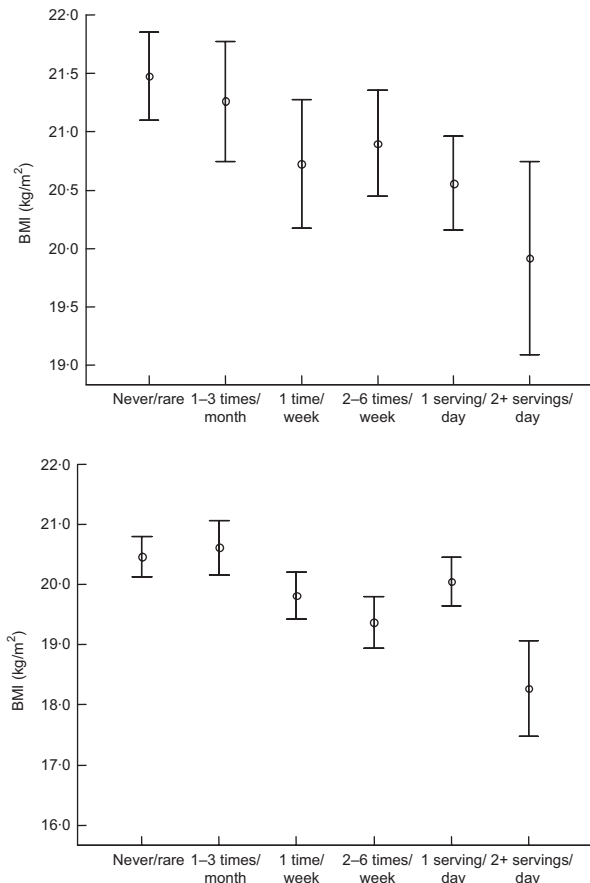 22·0
21·5
21·0
20·5
20·0
19·5
19·0
BMI (kg/m²)
Never/rare 1–3 times/ 1 time/ 2–6 times/ 1 serving/ 2+ servings/
month week week day day
22·0
21·0
20·0
19·0
18·0
17·0
16·0
BMI (kg/m²)
Never/rare 1–3 times/ 1 time/ 2–6 times/ 1 serving/ 2+ servings/
month week week day day